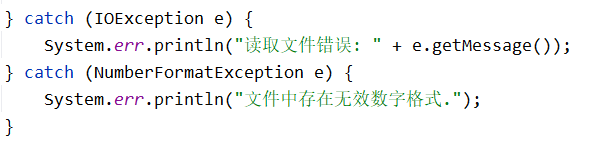 } catch (IOException e) {
    System.err.println("读取文件错误: " + e.getMessage());
} catch (NumberFormatException e) {
    System.err.println("文件中存在无效数字格式.");
}